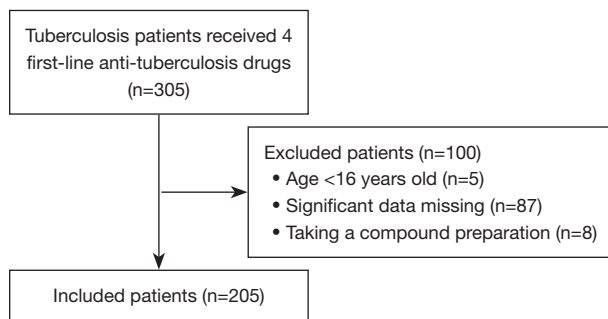 Tuberculosis patients received 4
first-line anti-tuberculosis drugs
(n=305)
Excluded patients (n=100)
• Age <16 years old (n=5)
• Significant data missing (n=87)
• Taking a compound preparation (n=8)
Included patients (n=205)